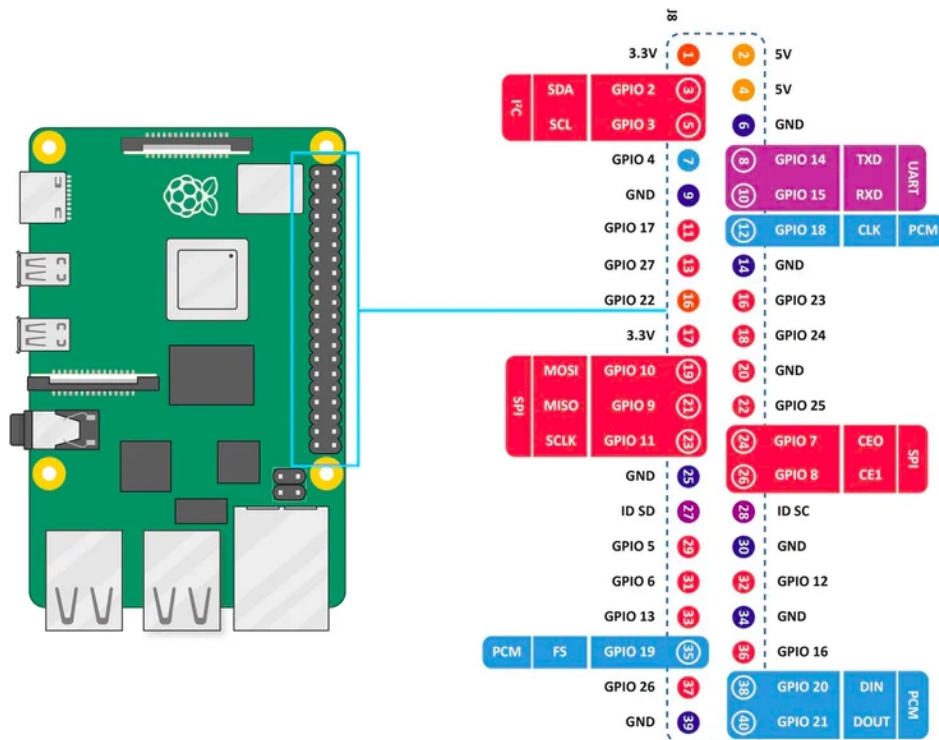 J8
3.3V 1 2 5V
I²C SDA GPIO 2 3 4 5V
SCL GPIO 3 5 6 GND
GPIO 4 7 8 GPIO 14 TXD UART
GND 9 10 GPIO 15 RXD
GPIO 17 11 12 GPIO 18 CLK PCM
GPIO 27 13 14 GND
GPIO 22 16 16 GPIO 23
3.3V 17 18 GPIO 24
SPI MOSI GPIO 10 19 20 GND
MISO GPIO 9 21 22 GPIO 25
SCLK GPIO 11 23 24 GPIO 7 CEO SPI
GND 25 26 GPIO 8 CE1
ID SD 27 28 ID SC
GPIO 5 29 30 GND
GPIO 6 31 32 GPIO 12
GPIO 13 33 34 GND
PCM FS GPIO 19 35 36 GPIO 16
GPIO 26 37 38 GPIO 20 DIN PCM
GND 39 40 GPIO 21 DOUT